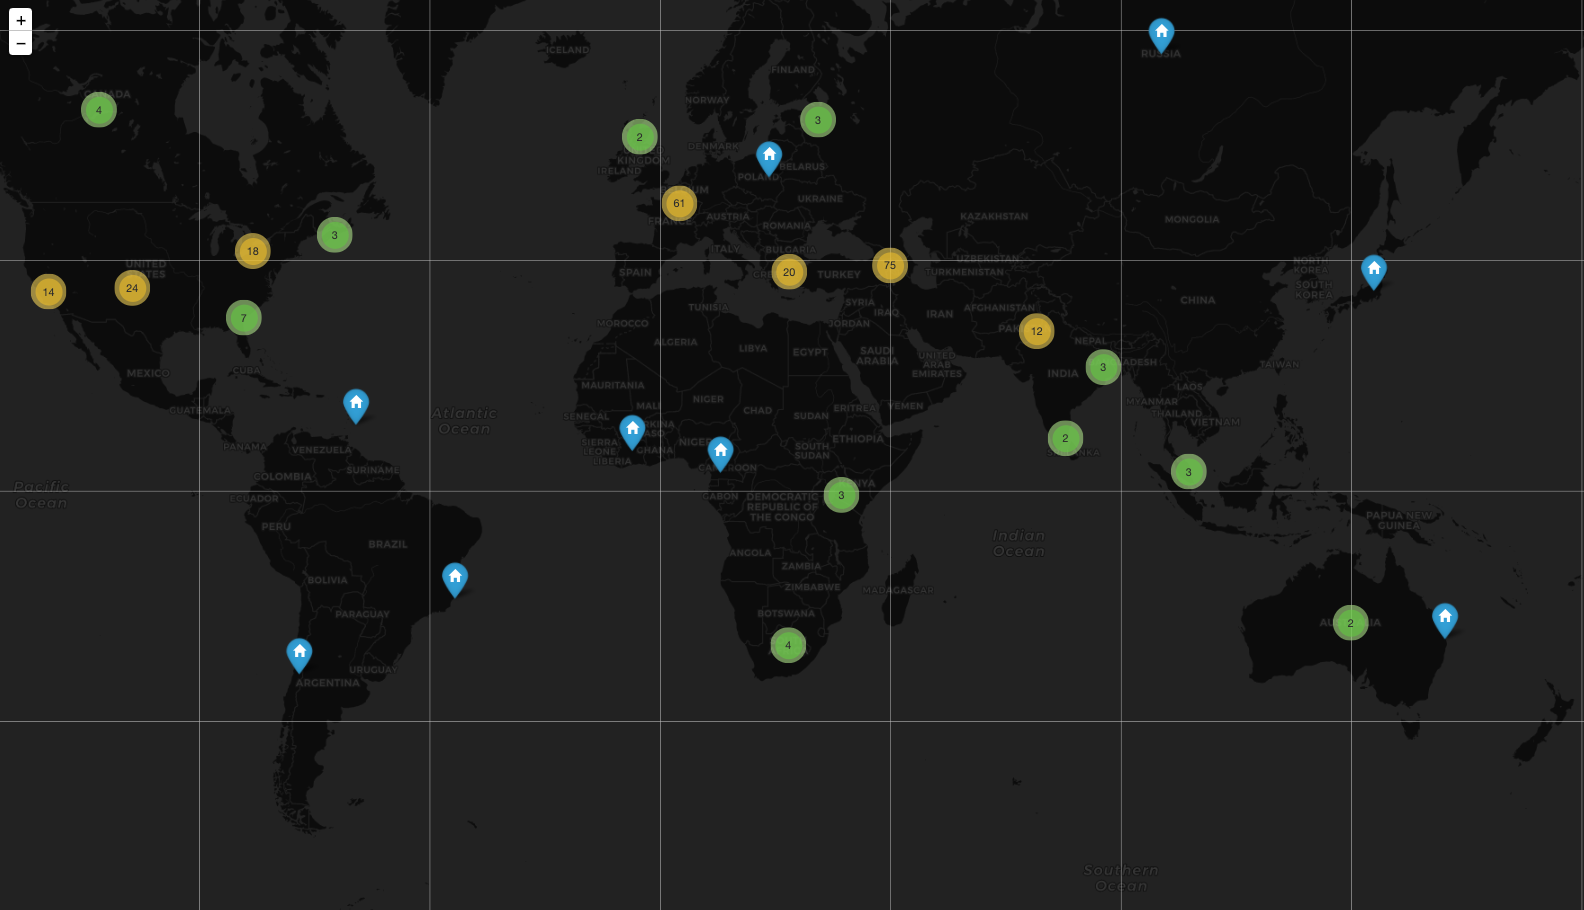 +
−
ICELAND
RUSSIA
FINLAND
CANADA
4
NORWAY
3
2
DENMARK
KINGDOM
IRELAND
BELARUS
POLAND
61
UKRAINE
AUSTRIA
ROMANIA
KAZAKHSTAN
MONGOLIA
3
18
ITALY
BULGARIA
UZBEKISTAN
NORTH
KOREA
UNITED
STATES
14
24
SPAIN
20
TURKEY
75
TURKMENISTAN
SOUTH
KOREA
CHINA
7
TUNISIA
SYRIA
IRAQ
IRAN
AFGHANISTAN
MOROCCO
JORDAN
12
ALGERIA
LIBYA
EGYPT
SAUDI
ARABIA
NEPAL
UNITED
ARAB
EMIRATES
3
TAIWAN
MEXICO
CUBA
INDIA
MAURITANIA
LAOS
NIGER
MALI
CHAD
SUDAN
ERITREA
YEMEN
MYANMAR
GUATEMALA
Atlantic
Ocean
SENEGAL
THAILAND
VIETNAM
SIERRA
LEONE
LIBERIA
GHANA
ETHIOPIA
SOUTH
SUDAN
2
PANAMA
VENEZUELA
SURINAME
COLOMBIA
CAMEROON
3
Pacific
Ocean
ECUADOR
GABON
DEMOCRATIC
REPUBLIC OF
THE CONGO
3
PERU
BRAZIL
PAPUA NEW
GUINEA
Indian
Ocean
ANGOLA
ZAMBIA
BOLIVIA
ZIMBABWE
MADAGASCAR
PARAGUAY
BOTSWANA
2
4
URUGUAY
ARGENTINA
Southern
Ocean